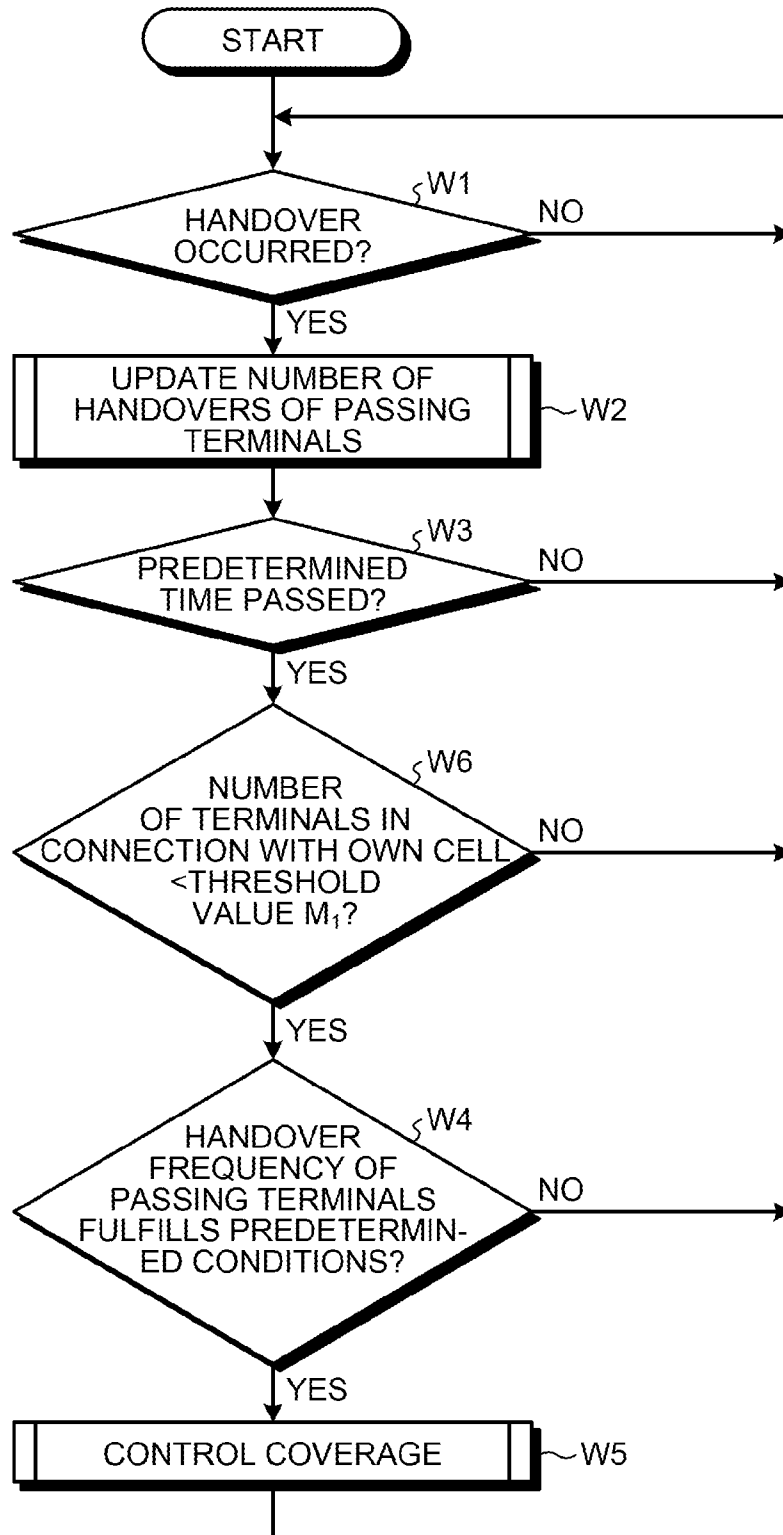 START
W1
HANDOVER
OCCURRED?
NO
YES
UPDATE NUMBER OF
HANDOVERS OF PASSING
TERMINALS
W2
W3
PREDETERMINED
TIME PASSED?
NO
YES
W6
NUMBER
OF TERMINALS IN
CONNECTION WITH OWN CELL
<THRESHOLD
VALUE M₁?
NO
YES
W4
HANDOVER
FREQUENCY OF
PASSING TERMINALS
FULFILLS PREDETERMIN-
ED CONDITIONS?
NO
YES
CONTROL COVERAGE
W5